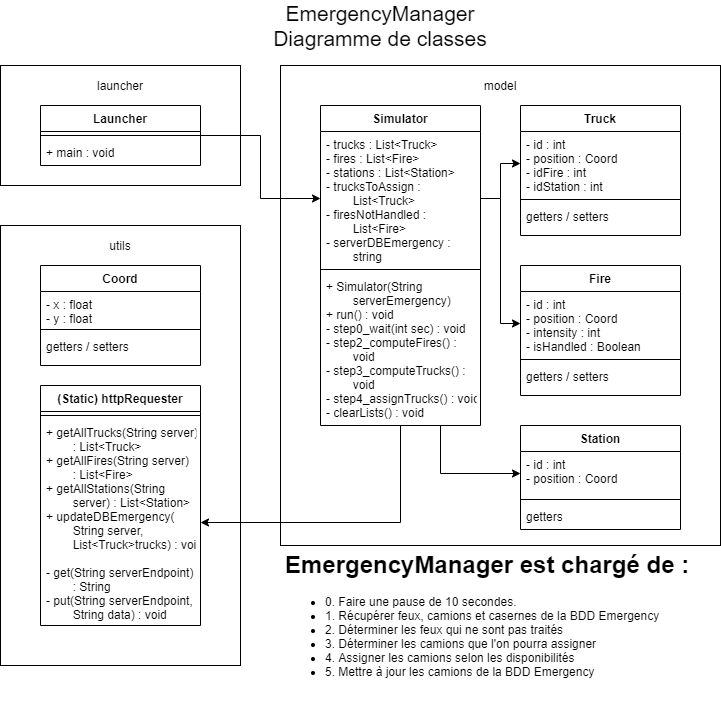 EmergencyManager
Diagramme de classes
launcher
Launcher
+ main : void
utils
Coord
- x : float
- y : float
getters / setters
(Static) httpRequester
+ getAllTrucks(String server)
: List<Truck>
+ getAllFires(String server)
: List<Fire>
+ getAllStations(String
server) : List<Station>
+ updateDBEmergency(
String server,
List<Truck>trucks) : voi
- get(String serverEndpoint)
: String
- put(String serverEndpoint,
String data) : void
model
Simulator
- trucks : List<Truck>
- fires : List<Fire>
- stations : List<Station>
- trucksToAssign :
List<Truck>
- firesNotHandled :
List<Fire>
- serverDBEmergency :
string
+ Simulator(String
serverEmergency)
+ run() : void
- step0_wait(int sec) : void
- step2_computeFires() :
void
- step3_computeTrucks() :
void
- step4_assignTrucks() : void
- clearLists() : void
Truck
- id : int
- position : Coord
- idFire : int
- idStation : int
getters / setters
Fire
- id : int
- position : Coord
- intensity : int
- isHandled : Boolean
getters / setters
Station
- id : int
- position : Coord
getters
EmergencyManager est chargé de :
• 0. Faire une pause de 10 secondes.
• 1. Récupérer feux, camions et casernes de la BDD Emergency
• 2. Déterminer les feux qui ne sont pas traités
• 3. Déterminer les camions que l'on pourra assigner
• 4. Assigner les camions selon les disponibilités
• 5. Mettre à jour les camions de la BDD Emergency